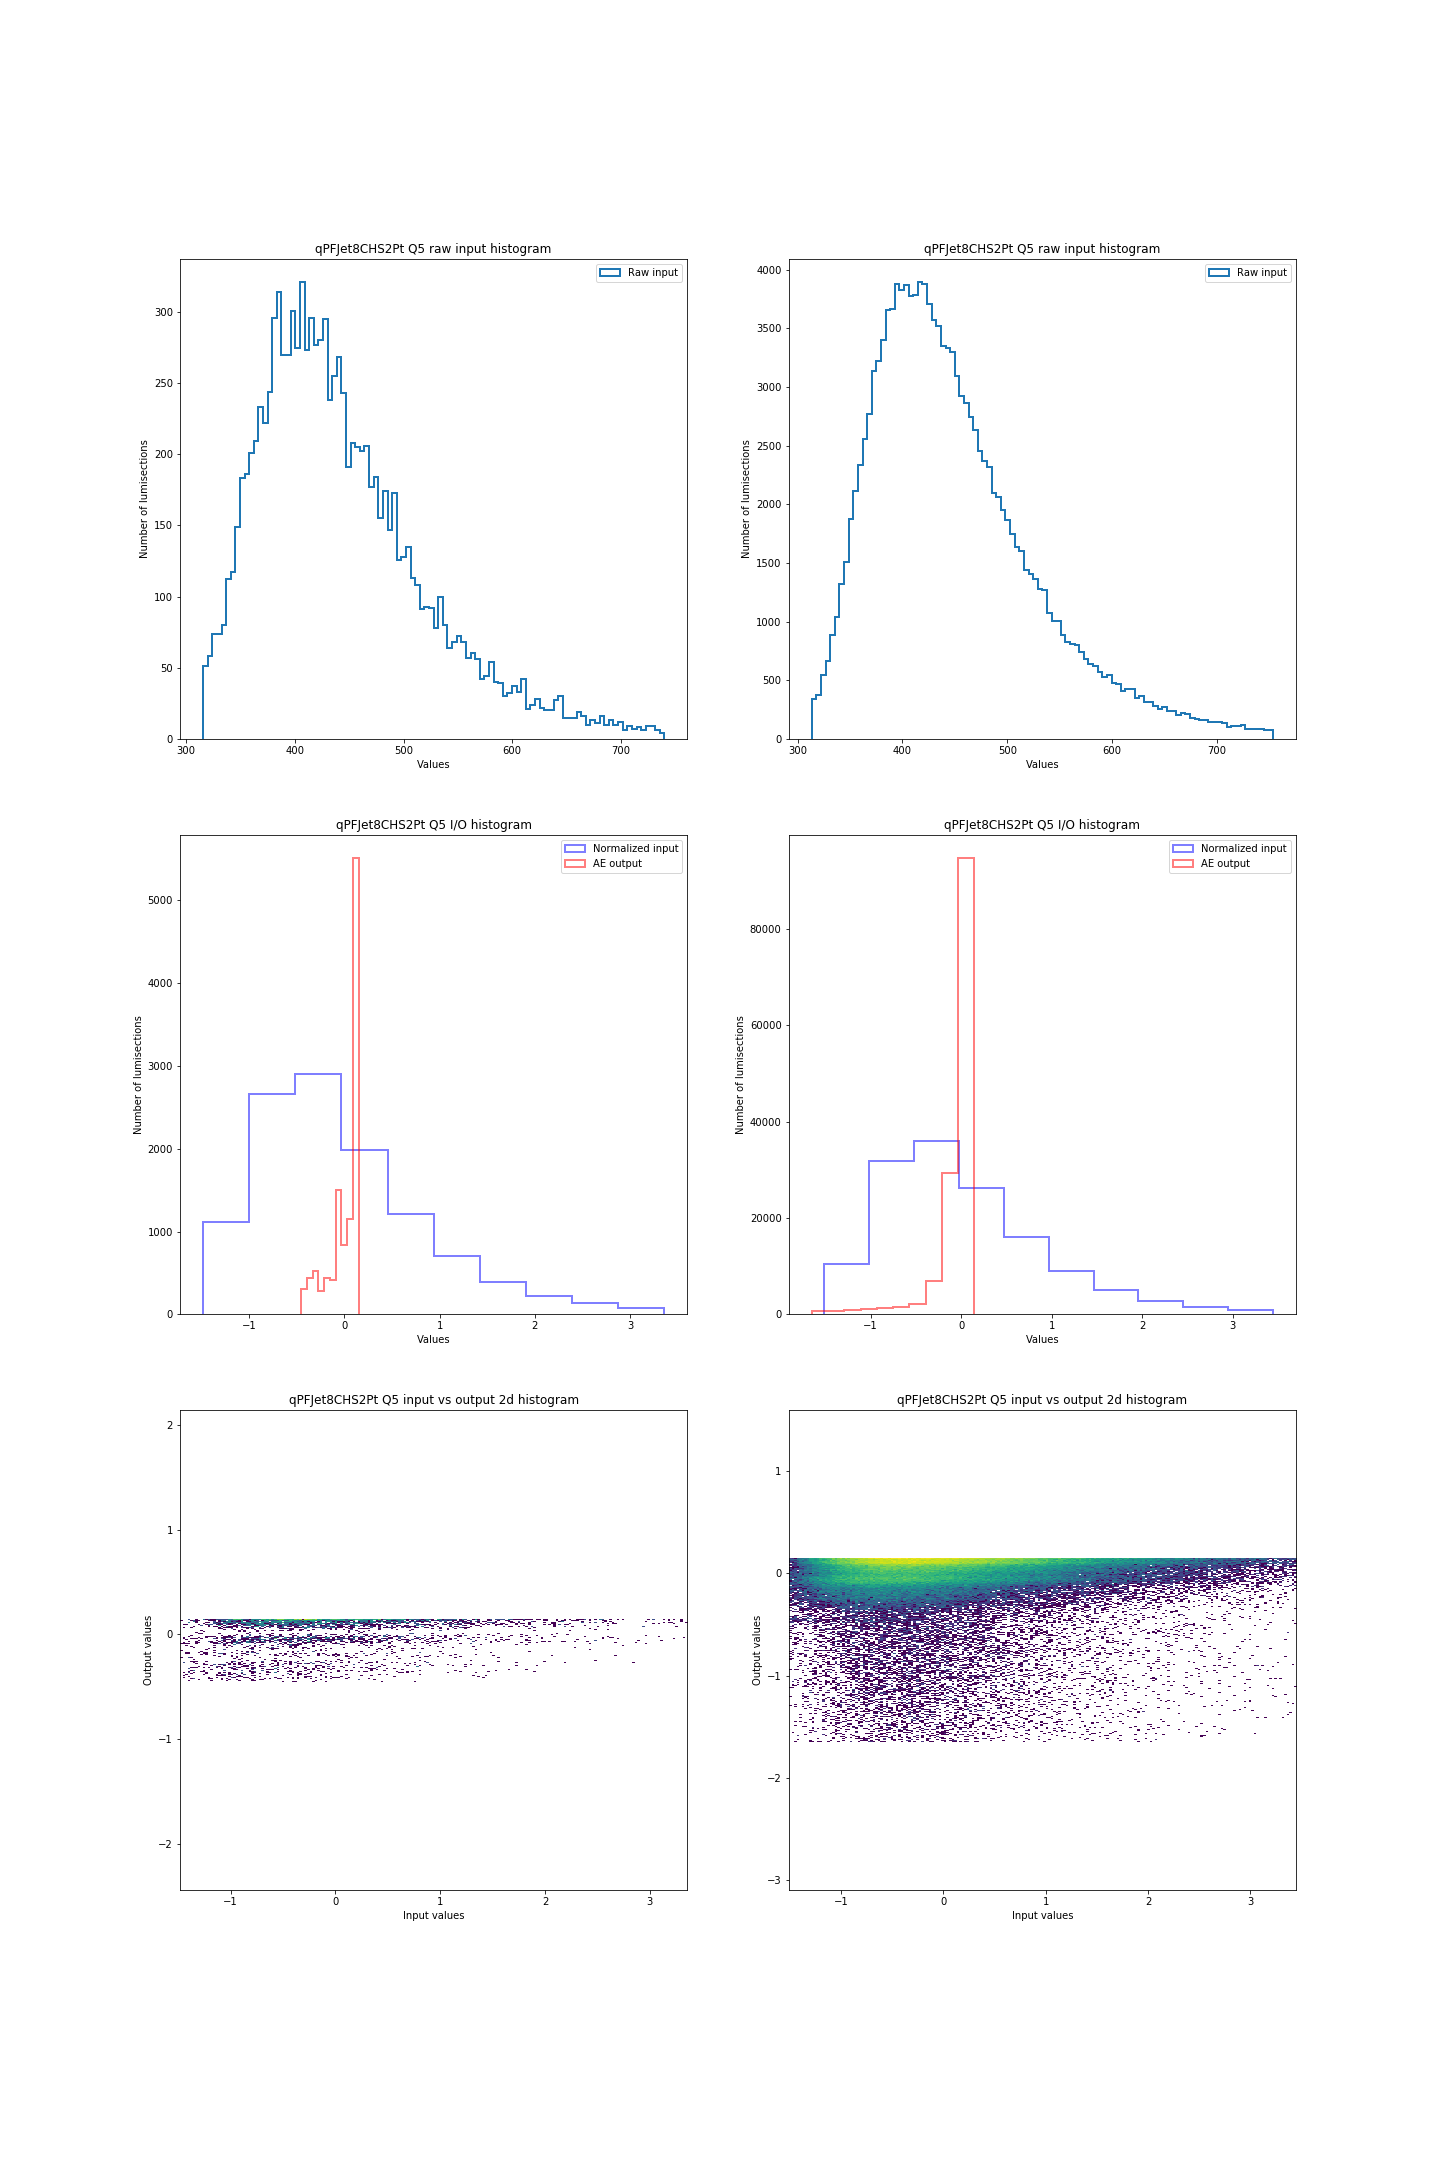 qPFJet8CHS2Pt Q5 raw input histogram
Raw input
Number of lumisections
300
250
200
150
100
50
0
300 400 500 600 700
Values
qPFJet8CHS2Pt Q5 raw input histogram
Raw input
Number of lumisections
4000
3500
3000
2500
2000
1500
1000
500
0
300 400 500 600 700
Values
qPFJet8CHS2Pt Q5 I/O histogram
Normalized input
AE output
Number of lumisections
5000
4000
3000
2000
1000
0
−1 0 1 2 3
Values
qPFJet8CHS2Pt Q5 I/O histogram
Normalized input
AE output
Number of lumisections
80000
60000
40000
20000
0
−1 0 1 2 3
Values
qPFJet8CHS2Pt Q5 input vs output 2d histogram
Output values
2
1
0
−1
−2
−1 0 1 2 3
Input values
qPFJet8CHS2Pt Q5 input vs output 2d histogram
Output values
1
0
−1
−2
−3
−1 0 1 2 3
Input values